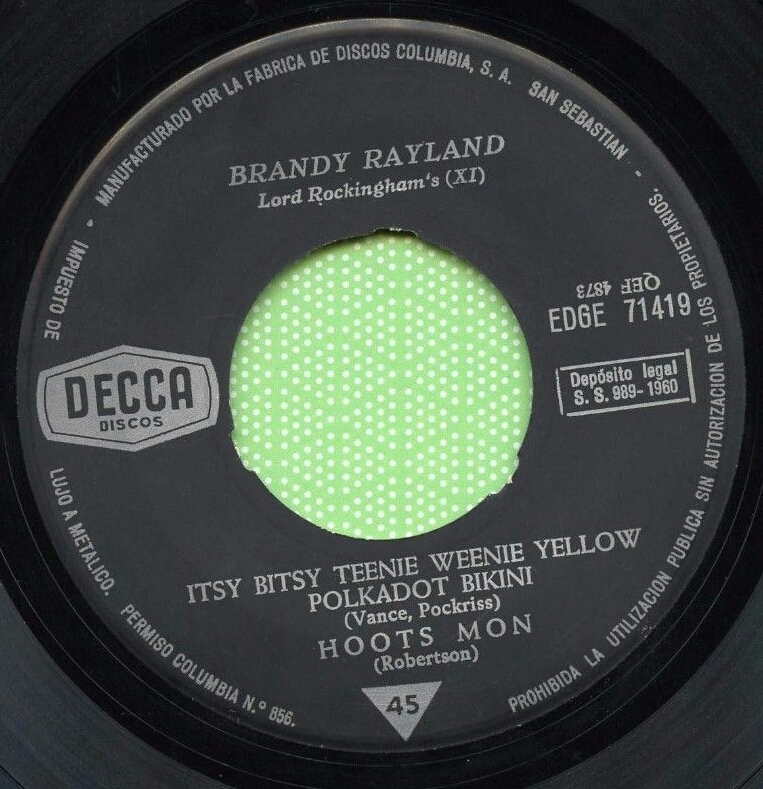 MANUFACTURADO POR LA FABRICA DE DISCOS COLUMBIA, S. A. SAN SEBASTIAN -
BRANDY RAYLAND
Lord Rockingham's (XI)
QEF 4873
EDGE 71419
Depósito legal
S. S. 989-1960
DECCA
DISCOS
ITSY BITSY TEENIE WEENIE YELLOW
POLKADOT BIKINI
(Vance, Pockriss)
HOOTS MON
(Robertson)
45
PROHIBIDA LA UTILIZACION PUBLICA SIN AUTORIZACION DE LOS PROPIETARIOS.
IMPUESTO DE LUJO A METALICO. PERMISO COLUMBIA N.º 856.